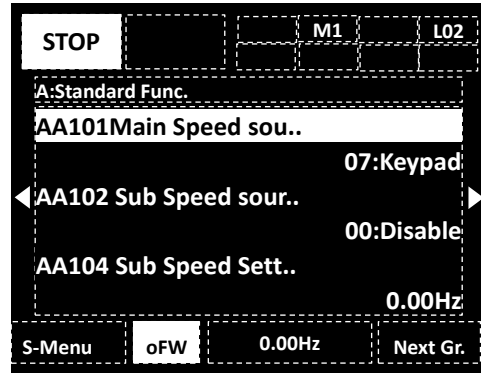 STOP M1 L02
A:Standard Func.
AA101Main Speed sou..
07:Keypad
AA102 Sub Speed sour..
00:Disable
AA104 Sub Speed Sett..
0.00Hz
S-Menu oFW 0.00Hz Next Gr.